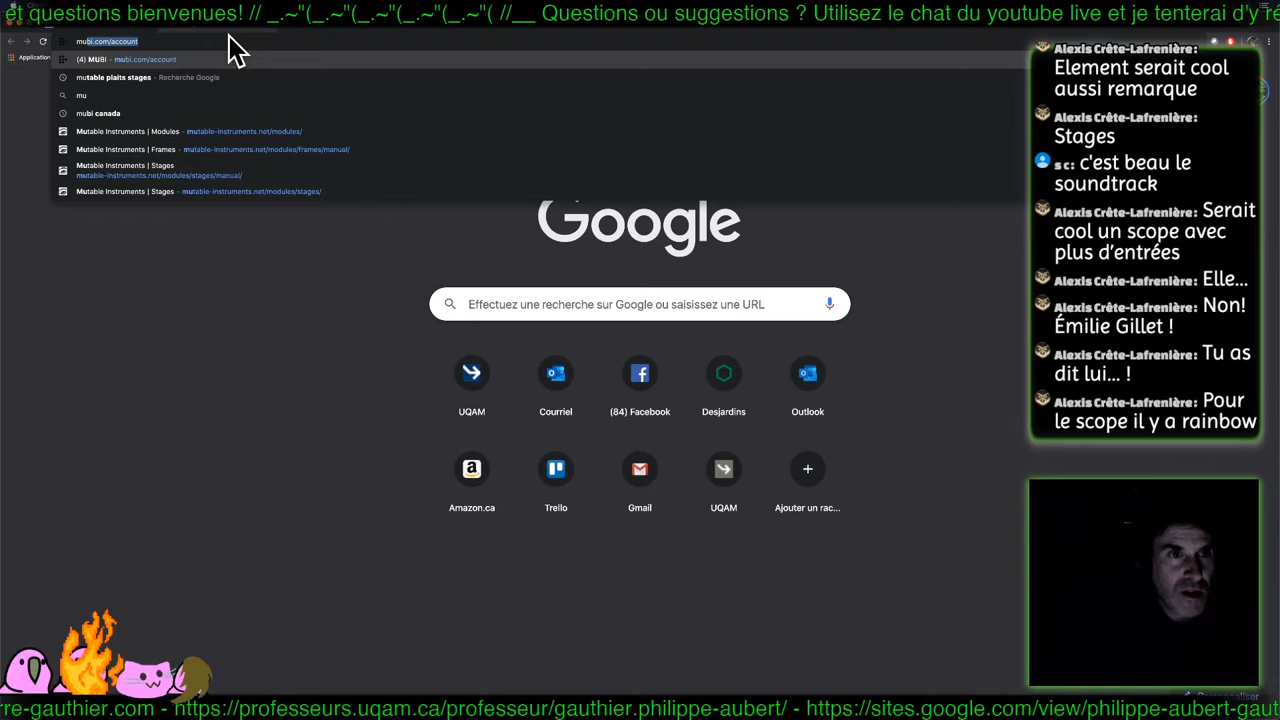 et questions bienvenues! // _.~"(_.~"(_.~"(_.~"(_.~"( //__ Questions ou suggestions ? Utilisez le chat du youtube live et je tenterai d'y r
mubi.com/account
Application
(4) MUBI - mubi.com/account
mutable plaits stages - Recherche Google
mu
mubi canada
Mutable Instruments | Modules - mutable-instruments.net/modules/
Mutable Instruments | Frames - mutable-instruments.net/modules/frames/manual/
Mutable Instruments | Stages
mutable-instruments.net/modules/stages/manual/
Mutable Instruments | Stages - mutable-instruments.net/modules/stages/
Google
Effectuez une recherche sur Google ou saisissez une URL
UQAM
Courriel
(84) Facebook
Desjardins
Outlook
Amazon.ca
Trello
Gmail
UQAM
Ajouter un rac...
Alexis Crête-Lafrenière:
Element serait cool
aussi remarque
Alexis Crête-Lafrenière:
Stages
s c: c'est beau le
soundtrack
Alexis Crête-Lafrenière: Serait
cool un scope avec
plus d'entrées
Alexis Crête-Lafrenière: Elle...
Alexis Crête-Lafrenière: Non!
Émilie Gillet !
Alexis Crête-Lafrenière: Tu as
dit lui... !
Alexis Crête-Lafrenière: Pour
le scope il y a rainbow
Personnaliser
rre-gauthier.com - https://professeurs.uqam.ca/professeur/gauthier.philippe-aubert/ - https://sites.google.com/view/philippe-aubert-gaut